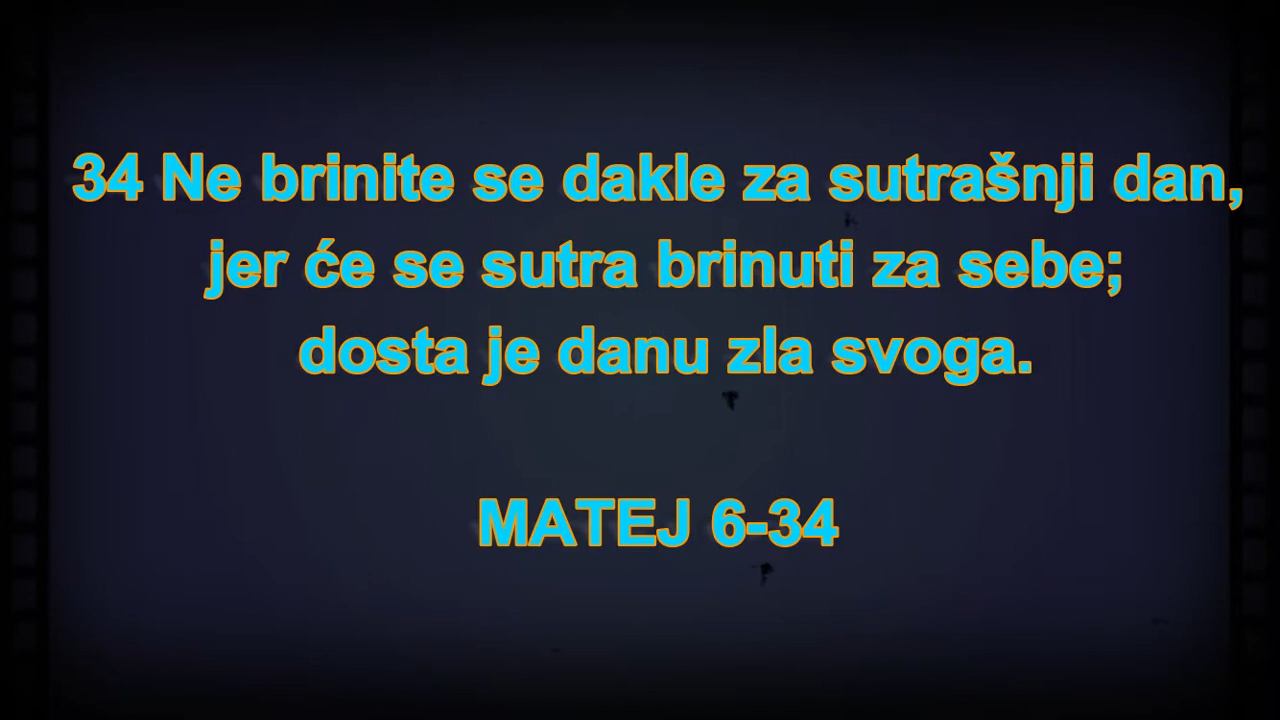 34 Ne brinite se dakle za sutrašnji dan,
jer će se sutra brinuti za sebe;
dosta je danu zla svoga.
MATEJ 6-34